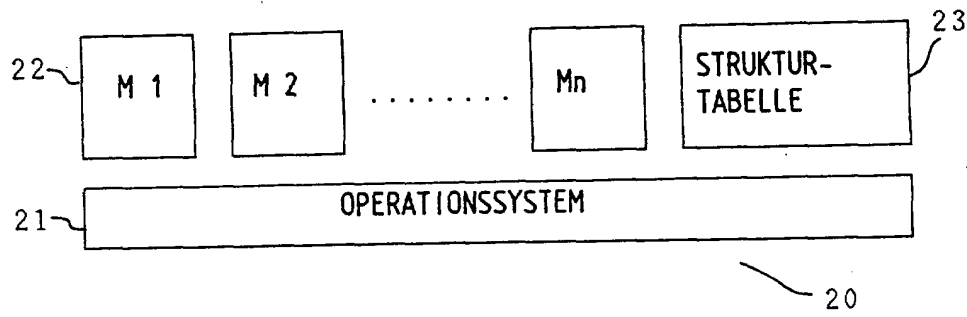 22 M 1 M 2 ........ Mn STRUKTUR- 23
TABELLE
21 OPERATIONSSYSTEM
20